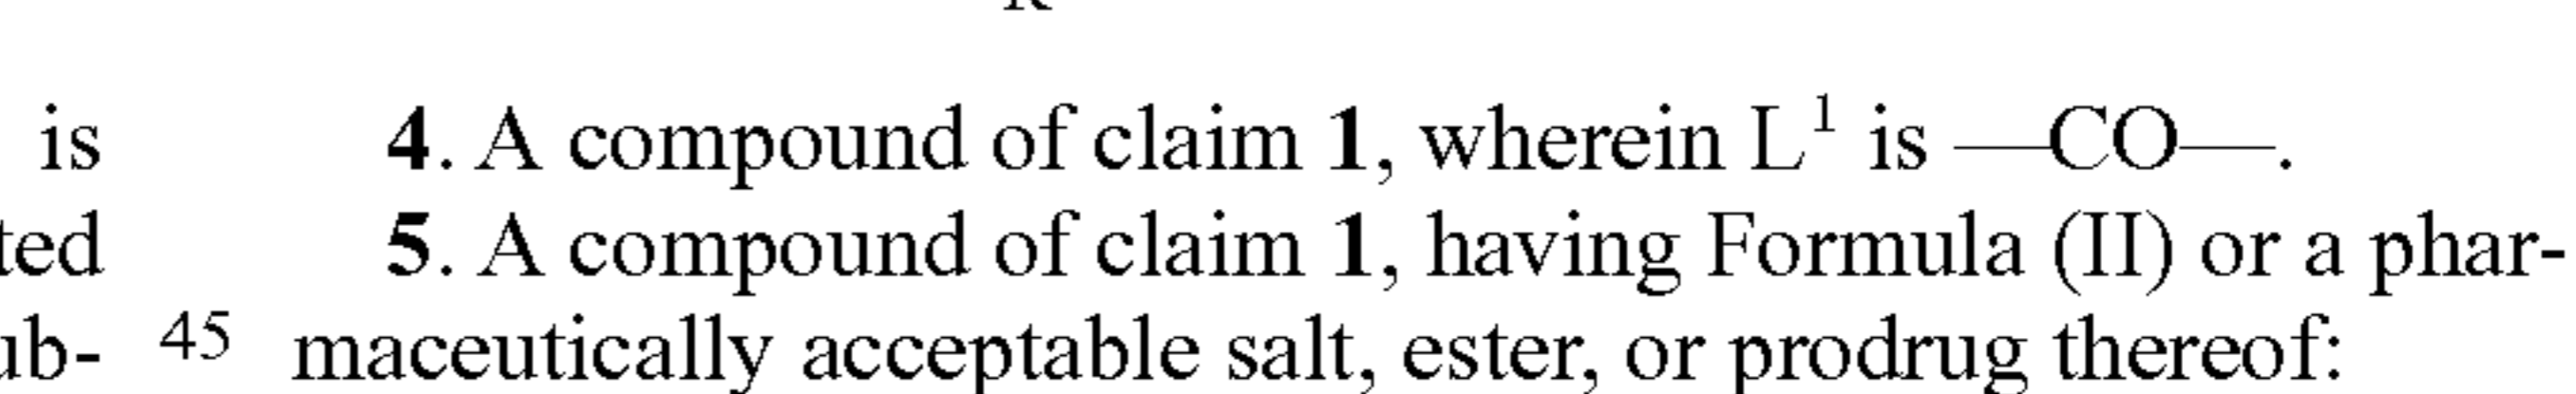 is 4. A compound of claim 1, wherein L¹ is —CO—.
ted 5. A compound of claim 1, having Formula (II) or a phar-
ub- 45 maceutically acceptable salt, ester, or prodrug thereof: